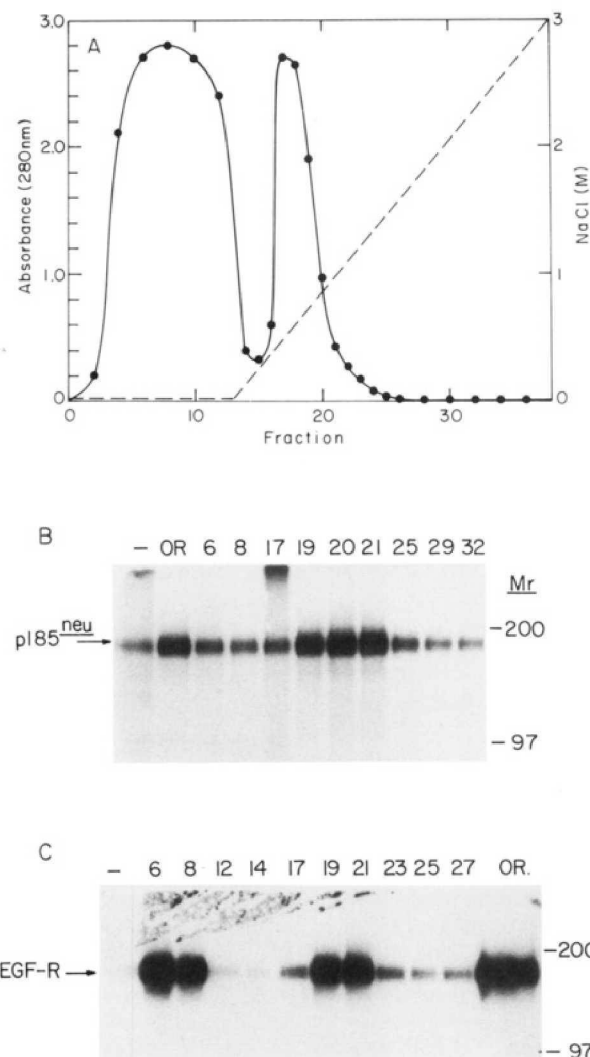 A
3.0
2.0
1.0
0
Absorbance (280nm)
3
2
1
0
NaCl (M)
0 10 20 30
Fraction
B
- OR 6 8 17 19 20 21 25 29 32
Mr
p185neu
-200
-97
C
- 6 8 12 14 17 19 21 23 25 27 OR.
EGF-R
-200
-97